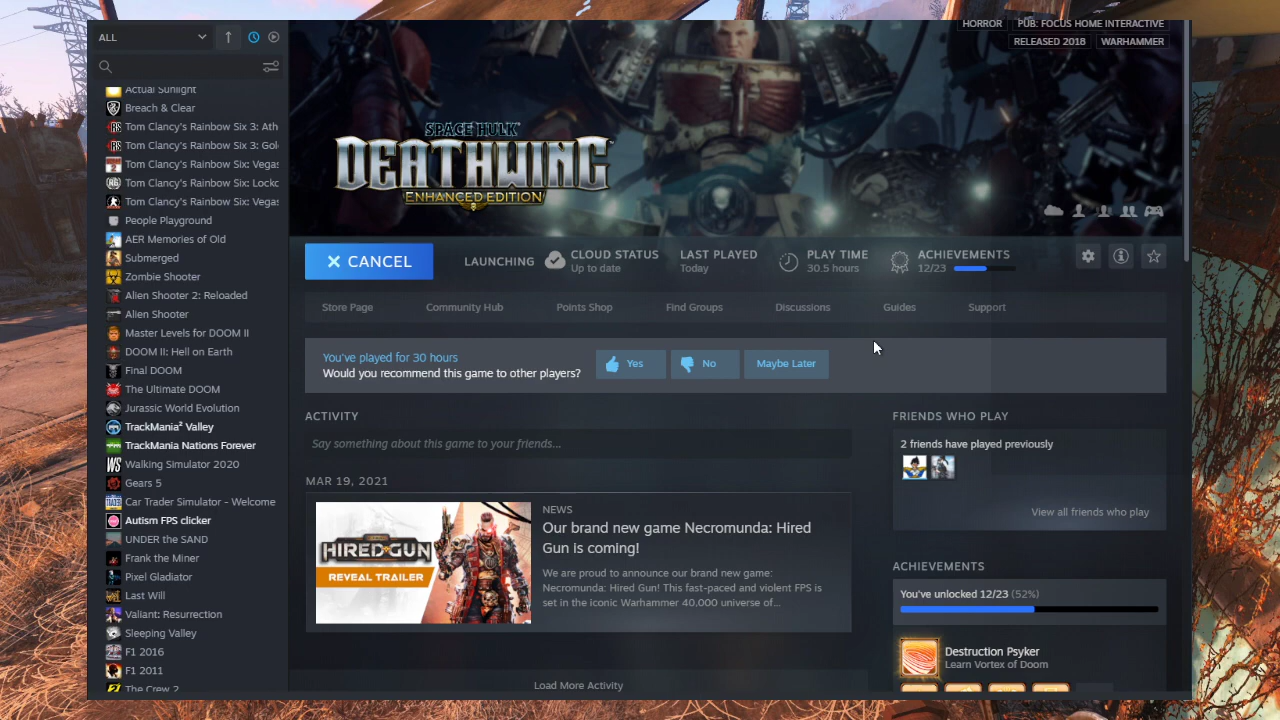 ALL
Actual Sunlight
Breach & Clear
Tom Clancy's Rainbow Six 3: Ath
Tom Clancy's Rainbow Six 3: Gol
Tom Clancy's Rainbow Six: Vegas
Tom Clancy's Rainbow Six: Lockd
Tom Clancy's Rainbow Six: Vegas
People Playground
AER Memories of Old
Submerged
Zombie Shooter
Alien Shooter 2: Reloaded
Alien Shooter
Master Levels for DOOM II
DOOM II: Hell on Earth
Final DOOM
The Ultimate DOOM
Jurassic World Evolution
TrackMania² Valley
TrackMania Nations Forever
Walking Simulator 2020
Gears 5
Car Trader Simulator - Welcome
Autism FPS clicker
UNDER the SAND
Frank the Miner
Pixel Gladiator
Last Will
Valiant: Resurrection
Sleeping Valley
F1 2016
F1 2011
The Crew 2
HORROR
PUB: FOCUS HOME INTERACTIVE
RELEASED 2018
WARHAMMER
SPACE HULK
DEATHWING
ENHANCED EDITION
CANCEL
LAUNCHING
CLOUD STATUS
Up to date
LAST PLAYED
Today
PLAY TIME
30.5 hours
ACHIEVEMENTS
12/23
Store Page
Community Hub
Points Shop
Find Groups
Discussions
Guides
Support
You've played for 30 hours
Would you recommend this game to other players?
Yes
No
Maybe Later
ACTIVITY
Say something about this game to your friends...
MAR 19, 2021
HIRED GUN
REVEAL TRAILER
NEWS
Our brand new game Necromunda: Hired
Gun is coming!
We are proud to announce our brand new game:
Necromunda: Hired Gun! This fast-paced and violent FPS is
set in the iconic Warhammer 40,000 universe of...
Load More Activity
FRIENDS WHO PLAY
2 friends have played previously
View all friends who play
ACHIEVEMENTS
You've unlocked 12/23 (52%)
Destruction Psyker
Learn Vortex of Doom